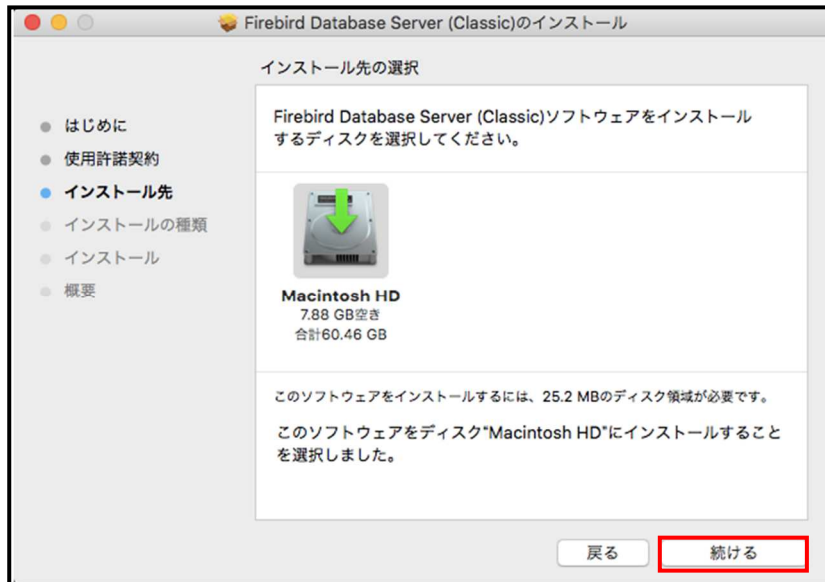 Firebird Database Server (Classic)のインストール
インストール先の選択
はじめに
使用許諾契約
インストール先
インストールの種類
インストール
概要
Firebird Database Server (Classic)ソフトウェアをインストール
するディスクを選択してください。
Macintosh HD
7.88 GB空き
合計60.46 GB
このソフトウェアをインストールするには、25.2 MBのディスク領域が必要です。
このソフトウェアをディスク“Macintosh HD”にインストールすること
を選択しました。
戻る
続ける